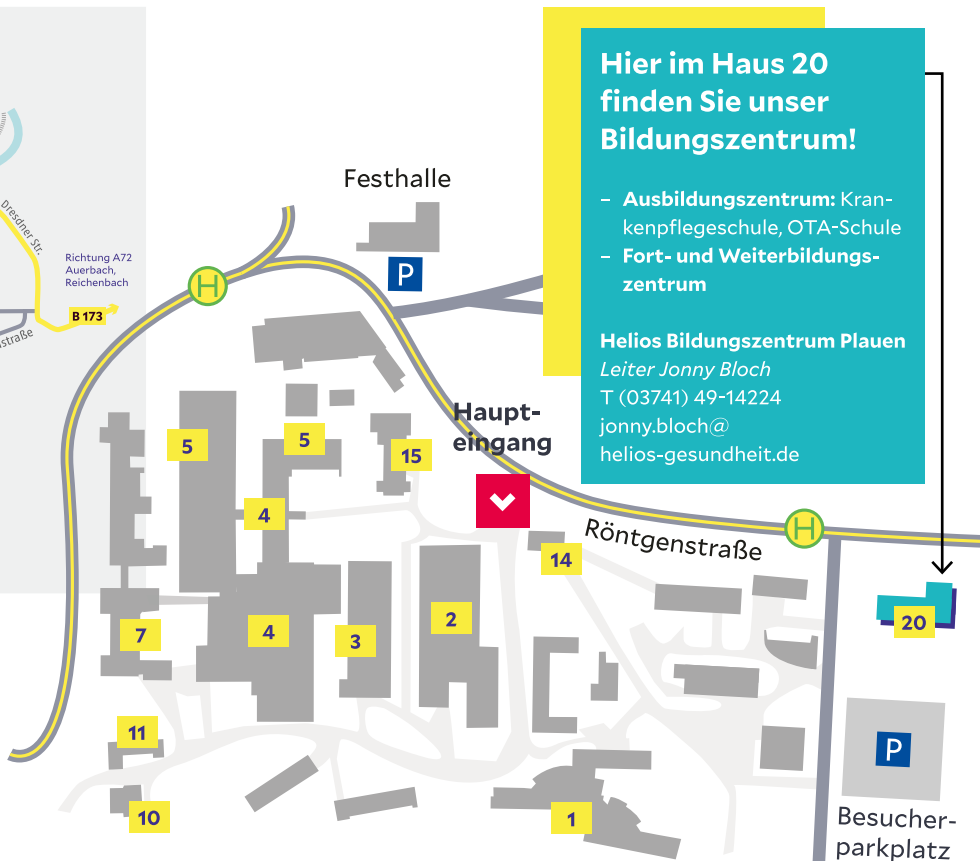 Hier im Haus 20
finden Sie unser
Bildungszentrum!
– Ausbildungszentrum: Kran-
kenpflegeschule, OTA-Schule
– Fort- und Weiterbildungs-
zentrum
Helios Bildungszentrum Plauen
Leiter Jonny Bloch
T (03741) 49-14224
jonny.bloch@
helios-gesundheit.de
Festhalle
P
Dresdner Str.
Richtung A72
Auerbach,
Reichenbach
B 173
H
Haupt-
eingang
5
5
15
4
Röntgenstraße
H
14
7
4
3
2
20
11
10
1
P
Besucher-
parkplatz